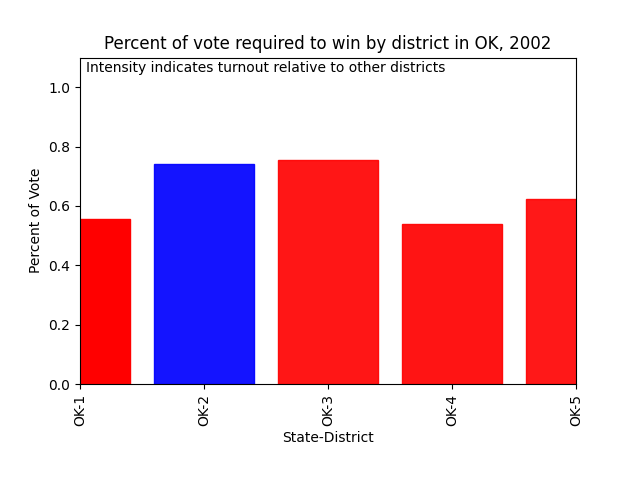 Percent of vote required to win by district in OK, 2002
Intensity indicates turnout relative to other districts
1.0
0.8
0.6
0.4
0.2
0.0
Percent of Vote
OK-1
OK-2
OK-3
OK-4
OK-5
State-District